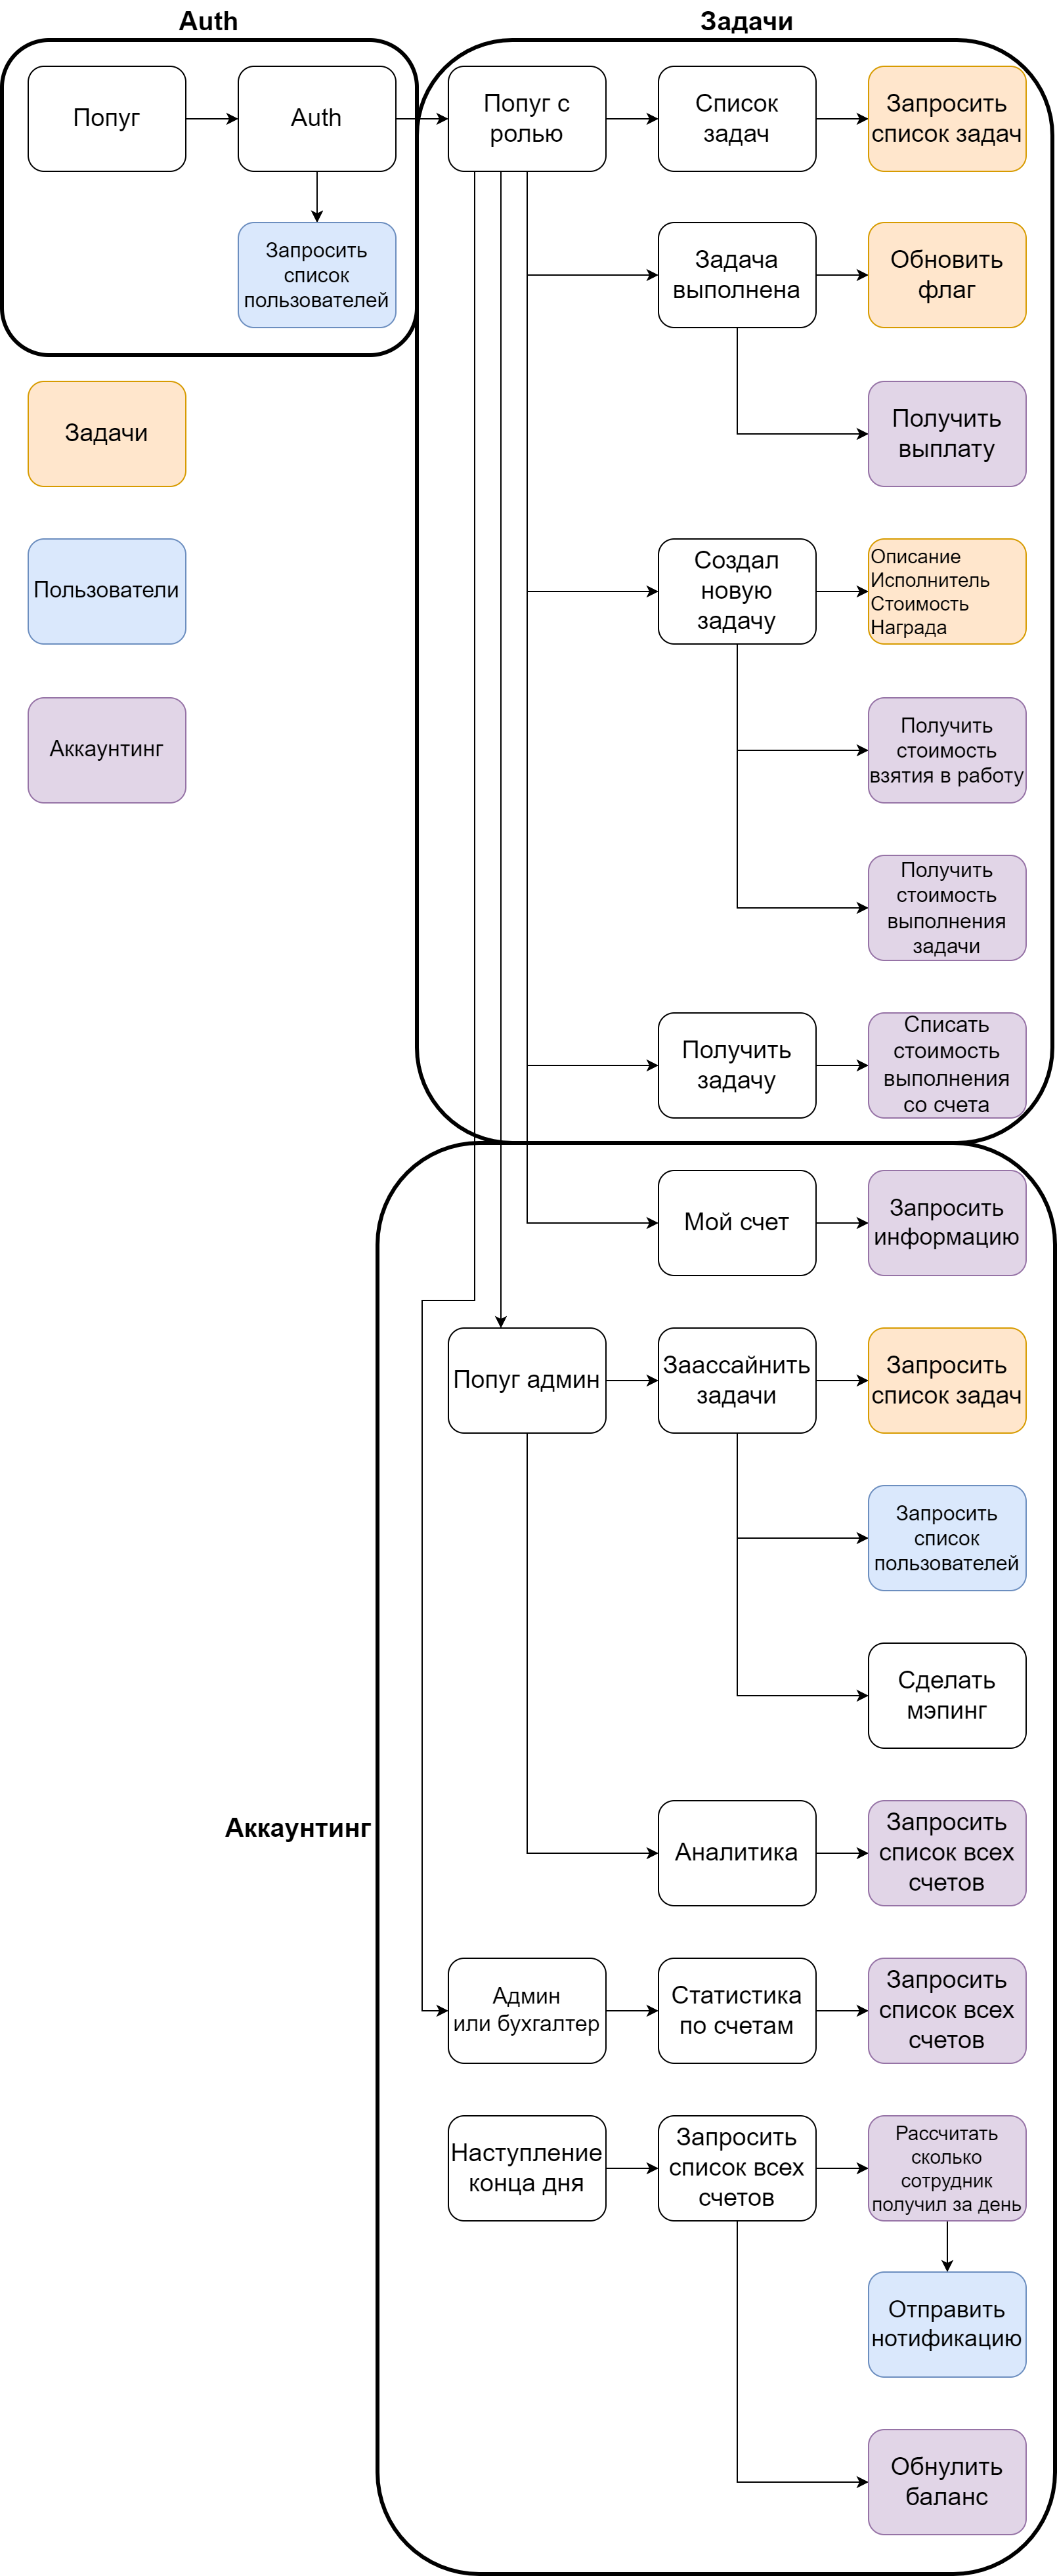 Auth
Задачи
Попуг
Auth
Попуг с
ролью
Список
задач
Запросить
список задач
Запросить
список
пользователей
Задача
выполнена
Обновить
флаг
Задачи
Получить
выплату
Пользователи
Создал
новую
задачу
Описание
Исполнитель
Стоимость
Награда
Аккаунтинг
Получить
стоимость
взятия в работу
Получить
стоимость
выполнения
задачи
Получить
задачу
Списать
стоимость
выполнения
со счета
Мой счет
Запросить
информацию
Попуг админ
Заассайнить
задачи
Запросить
список задач
Запросить
список
пользователей
Сделать
мэпинг
Аккаунтинг
Аналитика
Запросить
список всех
счетов
Админ
или бухгалтер
Статистика
по счетам
Запросить
список всех
счетов
Наступление
конца дня
Запросить
список всех
счетов
Рассчитать
сколько
сотрудник
получил за день
Отправить
нотификацию
Обнулить
баланс